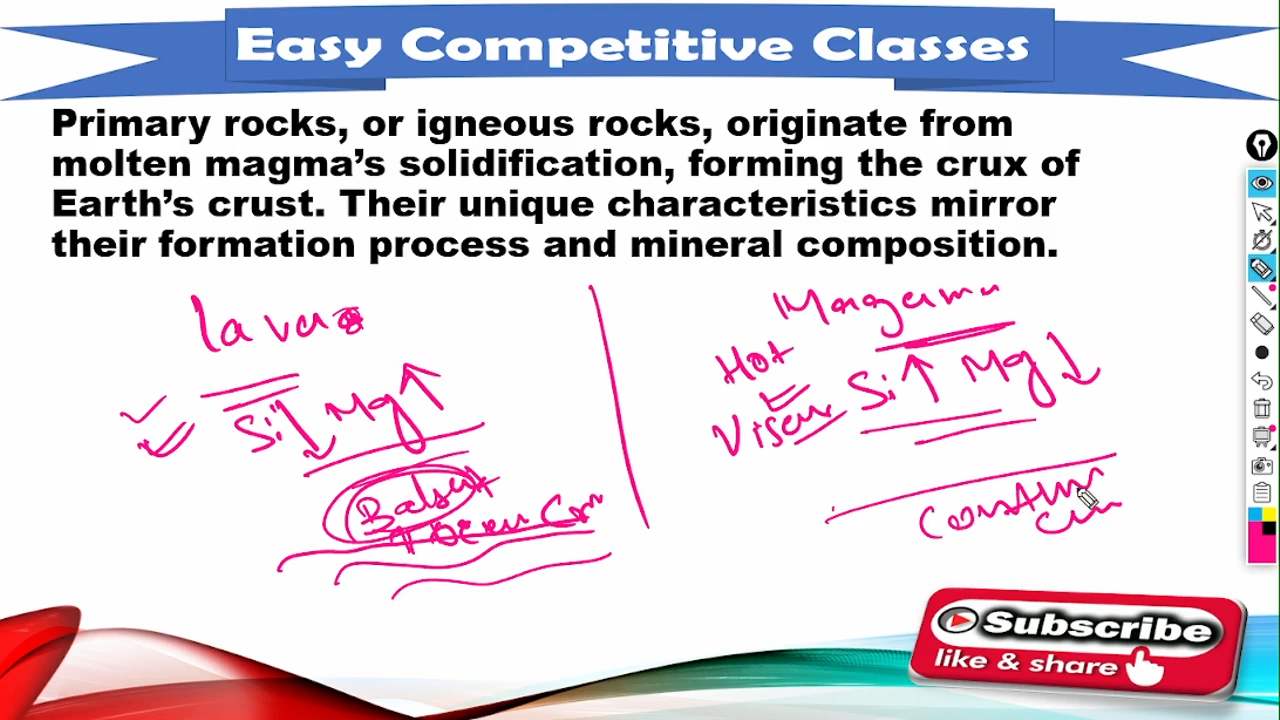 Easy Competitive Classes
Primary rocks, or igneous rocks, originate from
molten magma’s solidification, forming the crux of
Earth’s crust. Their unique characteristics mirror
their formation process and mineral composition.
lava
Si↓ Mg↑
Hot
Si↑ Mg↓
Subscribe
like & share